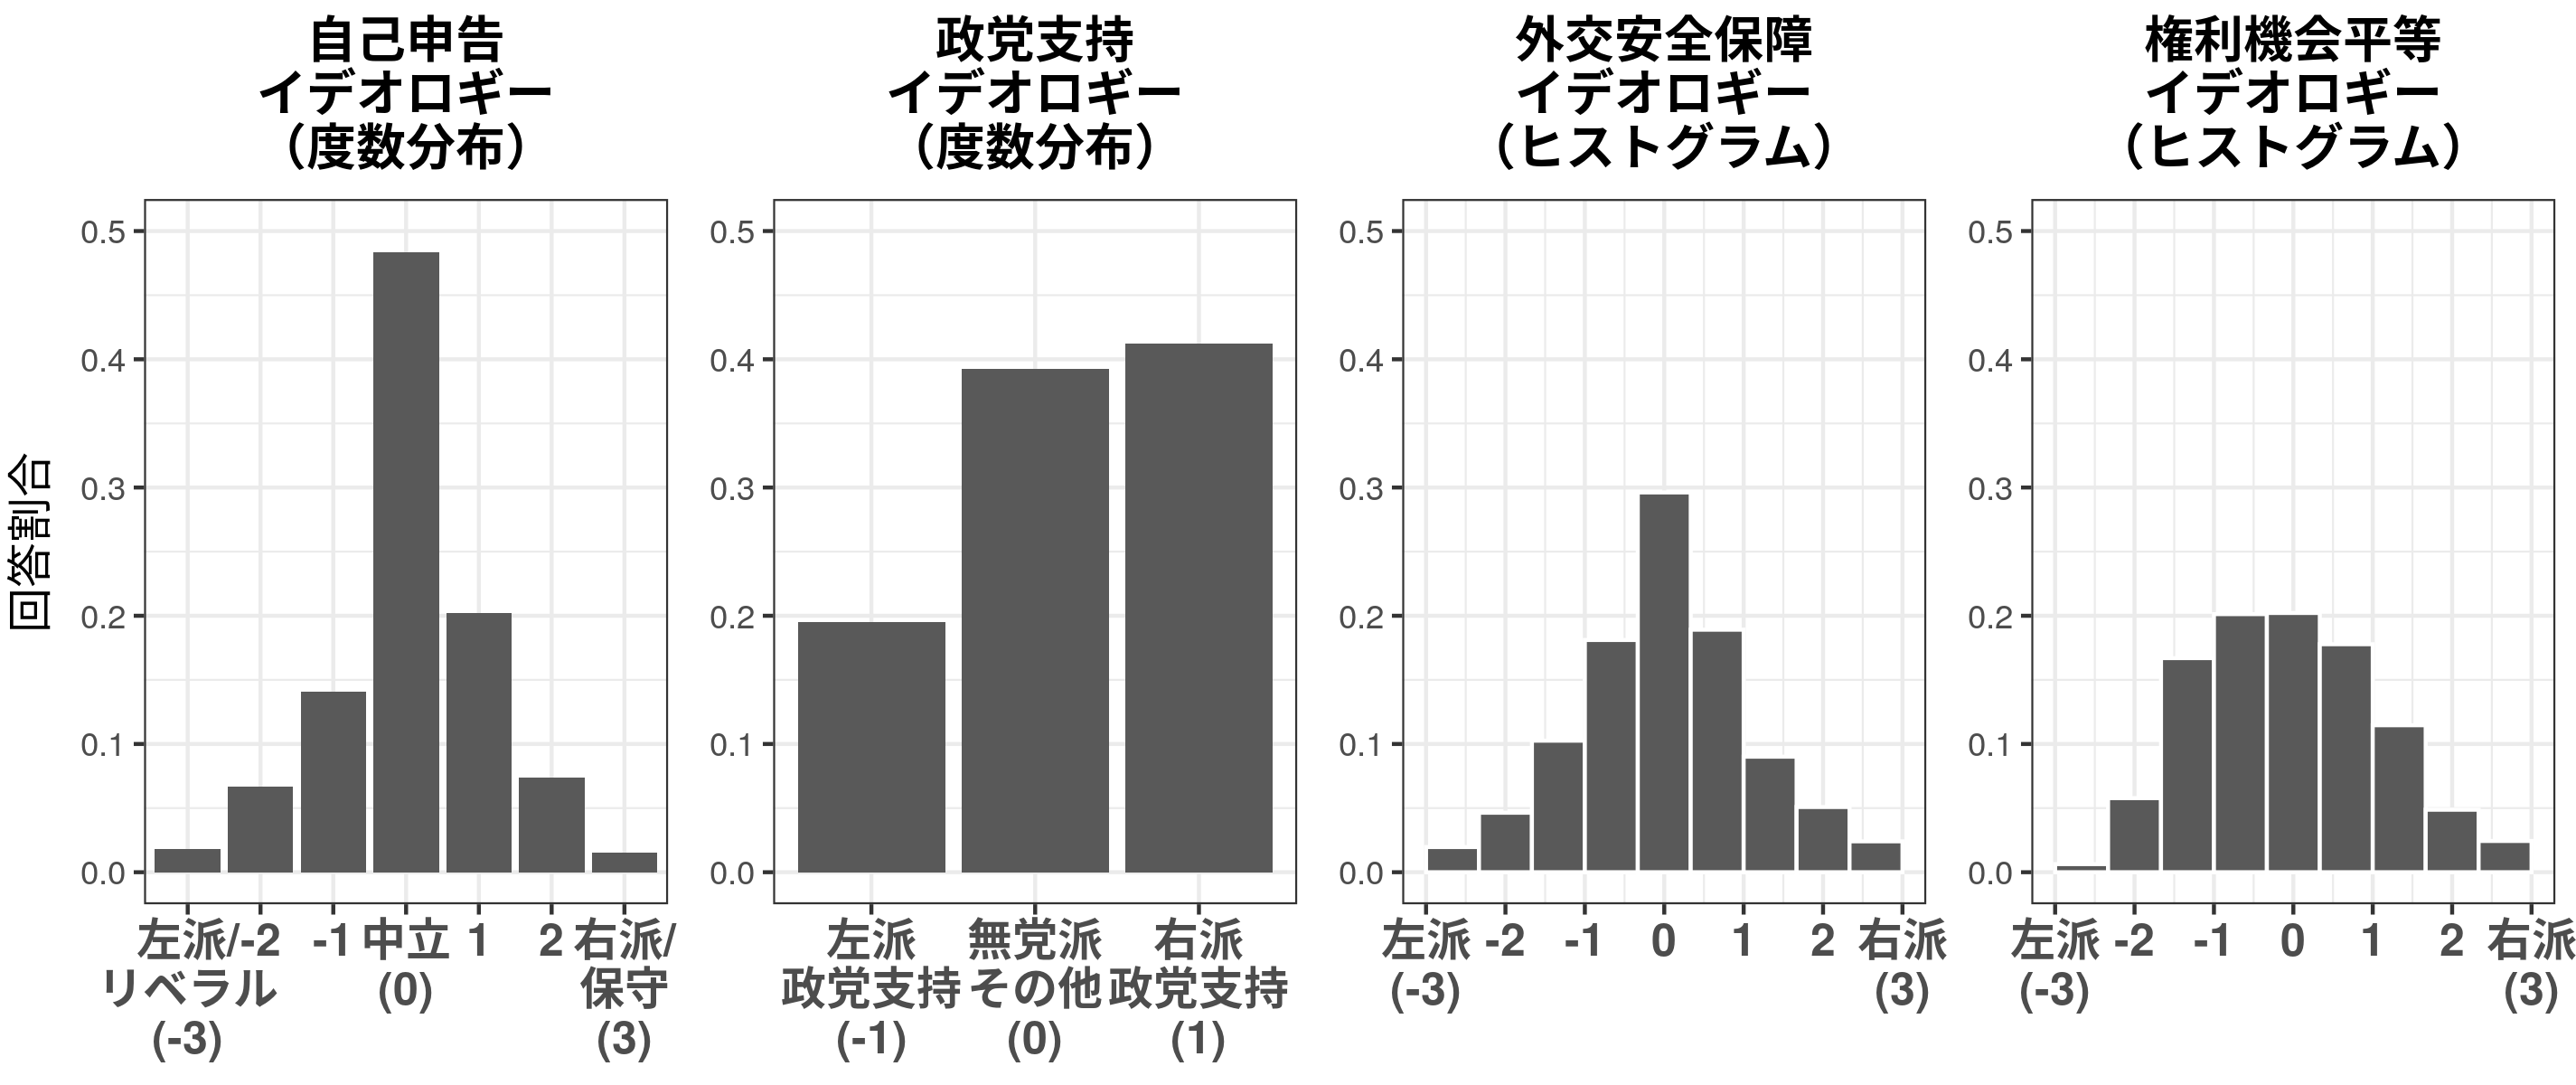 自己申告
イデオロギー
（度数分布）
政党支持
イデオロギー
（度数分布）
外交安全保障
イデオロギー
（ヒストグラム）
権利機会平等
イデオロギー
（ヒストグラム）
回答割合
0.5
0.4
0.3
0.2
0.1
0.0
左派/
リベラル
(-3)
-2
-1
中立
(0)
1
2
右派/
保守
(3)
0.5
0.4
0.3
0.2
0.1
0.0
左派
政党支持
(-1)
無党派
その他
(0)
右派
政党支持
(1)
0.5
0.4
0.3
0.2
0.1
0.0
左派
(-3)
-2
-1
0
1
2
右派
(3)
0.5
0.4
0.3
0.2
0.1
0.0
左派
(-3)
-2
-1
0
1
2
右派
(3)